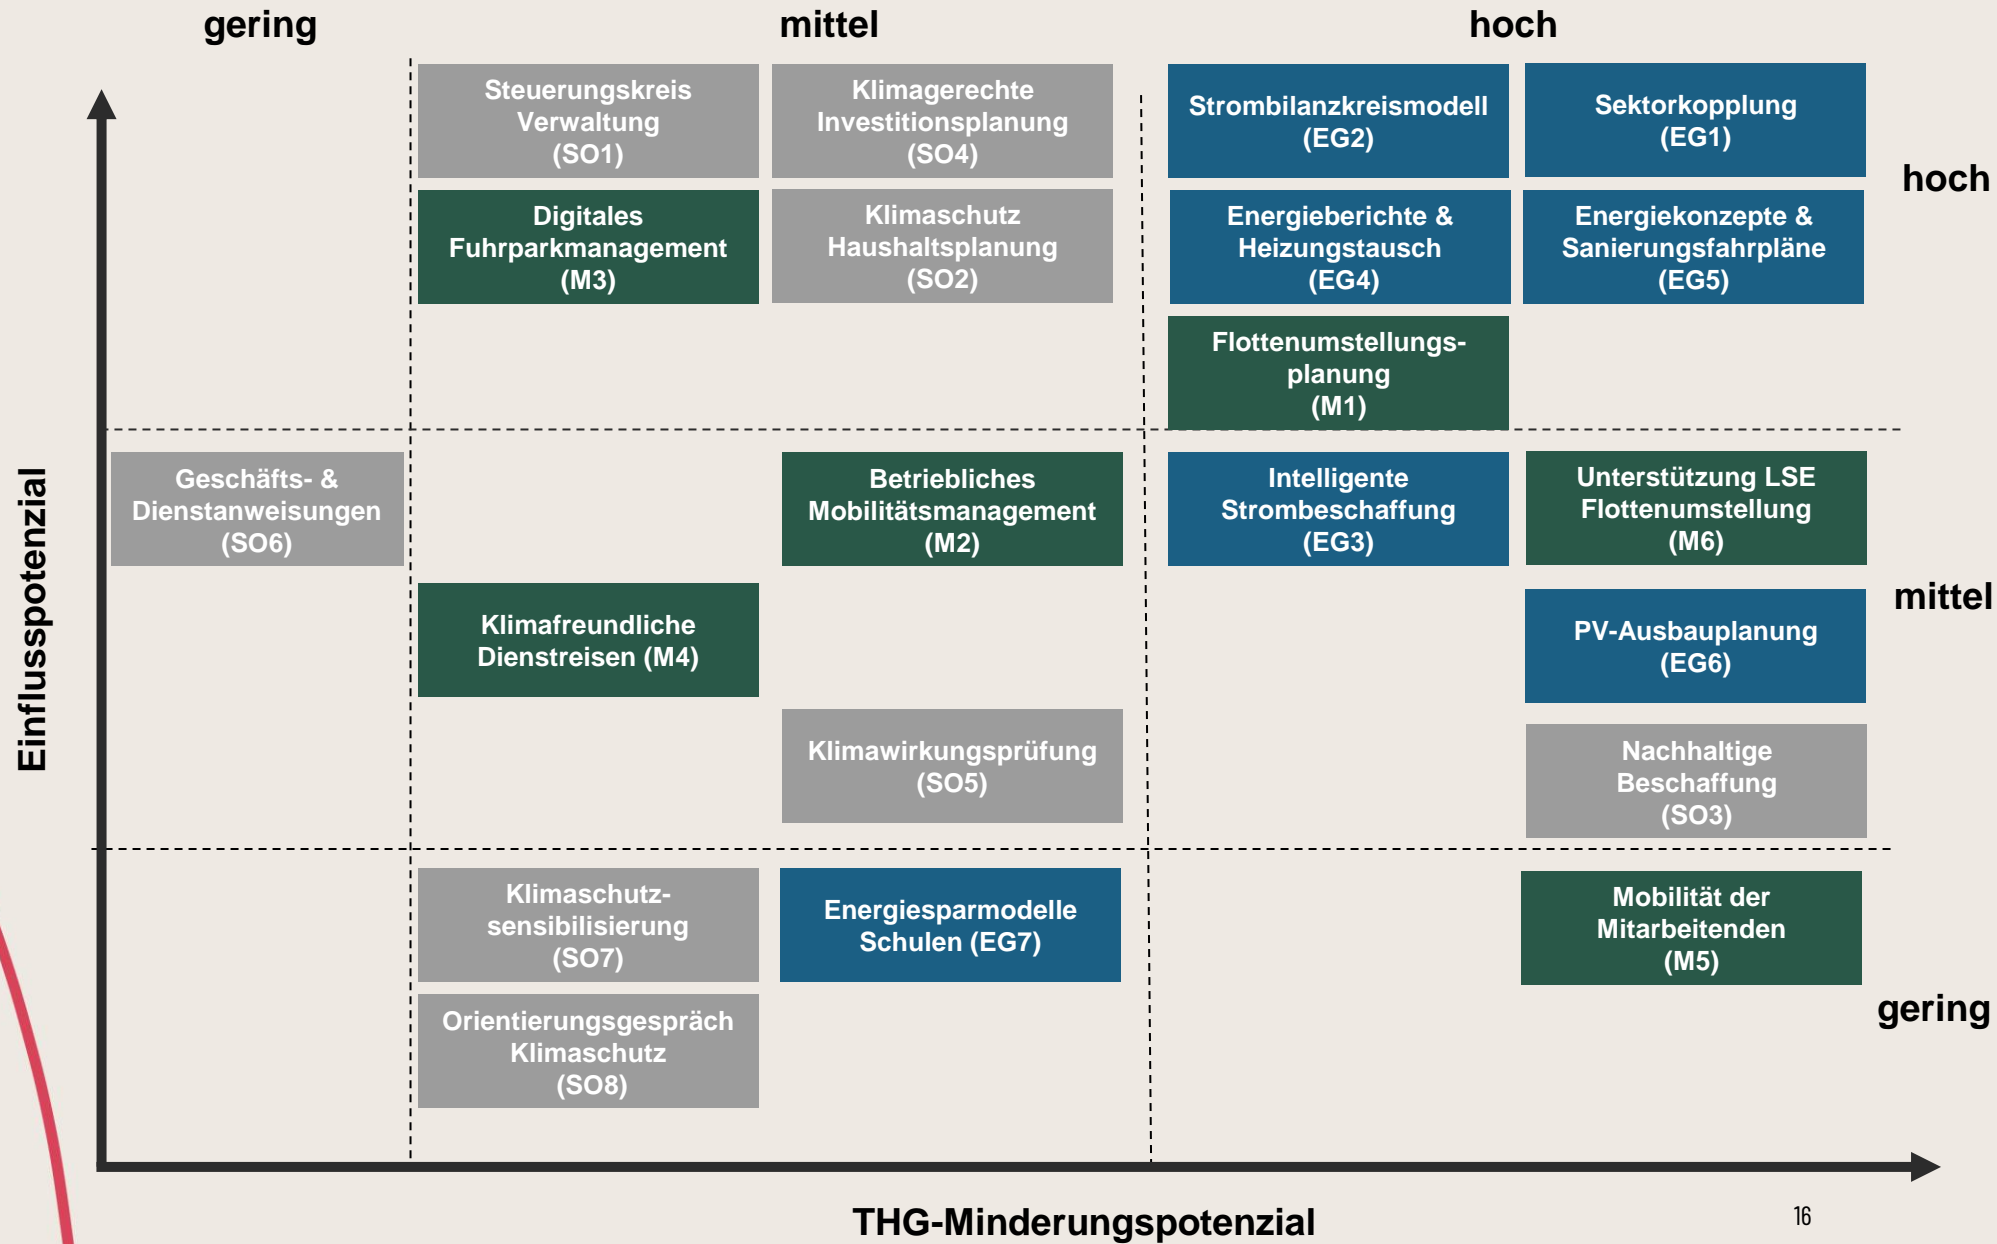 gering
mittel
hoch
Steuerungskreis
Verwaltung
(SO1)
Klimagerechte
Investitionsplanung
(SO4)
Strombilanzkreismodell
(EG2)
Sektorkopplung
(EG1)
hoch
Digitales
Fuhrparkmanagement
(M3)
Klimaschutz
Haushaltsplanung
(SO2)
Energieberichte &
Heizungstausch
(EG4)
Energiekonzepte &
Sanierungsfahrpläne
(EG5)
Flottenumstellungs-
planung
(M1)
Einflusspotenzial
Geschäfts- &
Dienstanweisungen
(SO6)
Betriebliches
Mobilitätsmanagement
(M2)
Intelligente
Strombeschaffung
(EG3)
Unterstützung LSE
Flottenumstellung
(M6)
mittel
Klimafreundliche
Dienstreisen (M4)
PV-Ausbauplanung
(EG6)
Klimawirkungsprüfung
(SO5)
Nachhaltige
Beschaffung
(SO3)
Klimaschutz-
sensibilisierung
(SO7)
Energiesparmodelle
Schulen (EG7)
Mobilität der
Mitarbeitenden
(M5)
gering
Orientierungsgespräch
Klimaschutz
(SO8)
THG-Minderungspotenzial
16